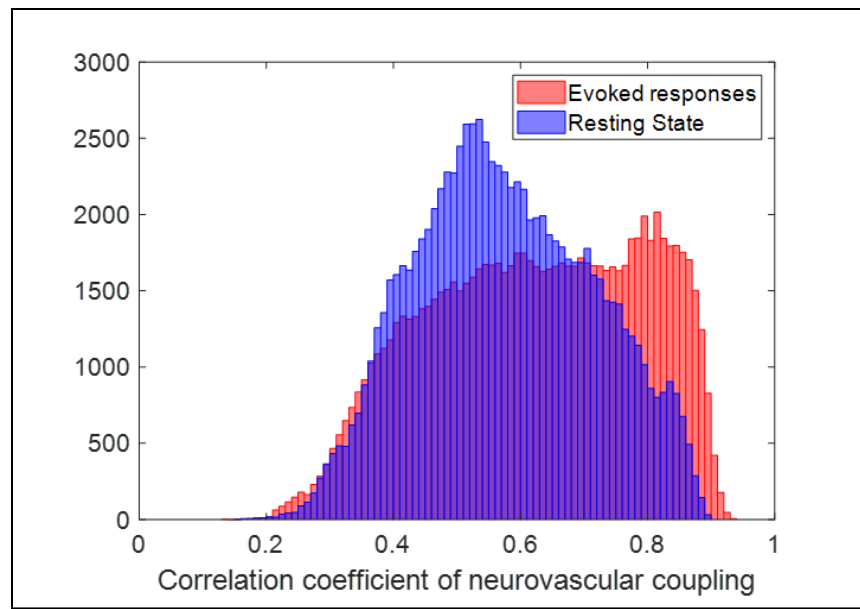 3000
2500
2000
1500
1000
500
0
Evoked responses
Resting State
0 0.2 0.4 0.6 0.8 1
Correlation coefficient of neurovascular coupling